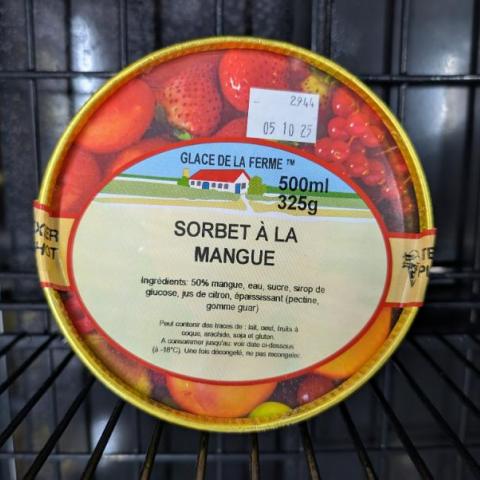 2944
05 10 25
GLACE DE LA FERME ™
500ml
325g
SORBET À LA
MANGUE
Ingrédients: 50% mangue, eau, sucre, sirop de
glucose, jus de citron, épaississant (pectine,
gomme guar)
Peut contenir des traces de : lait, oeuf, fruits à
coque, arachide, soja et gluten.
A consommer jusqu'au: voir date ci-dessous
(à -18°C). Une fois décongelé, ne pas recongeler.